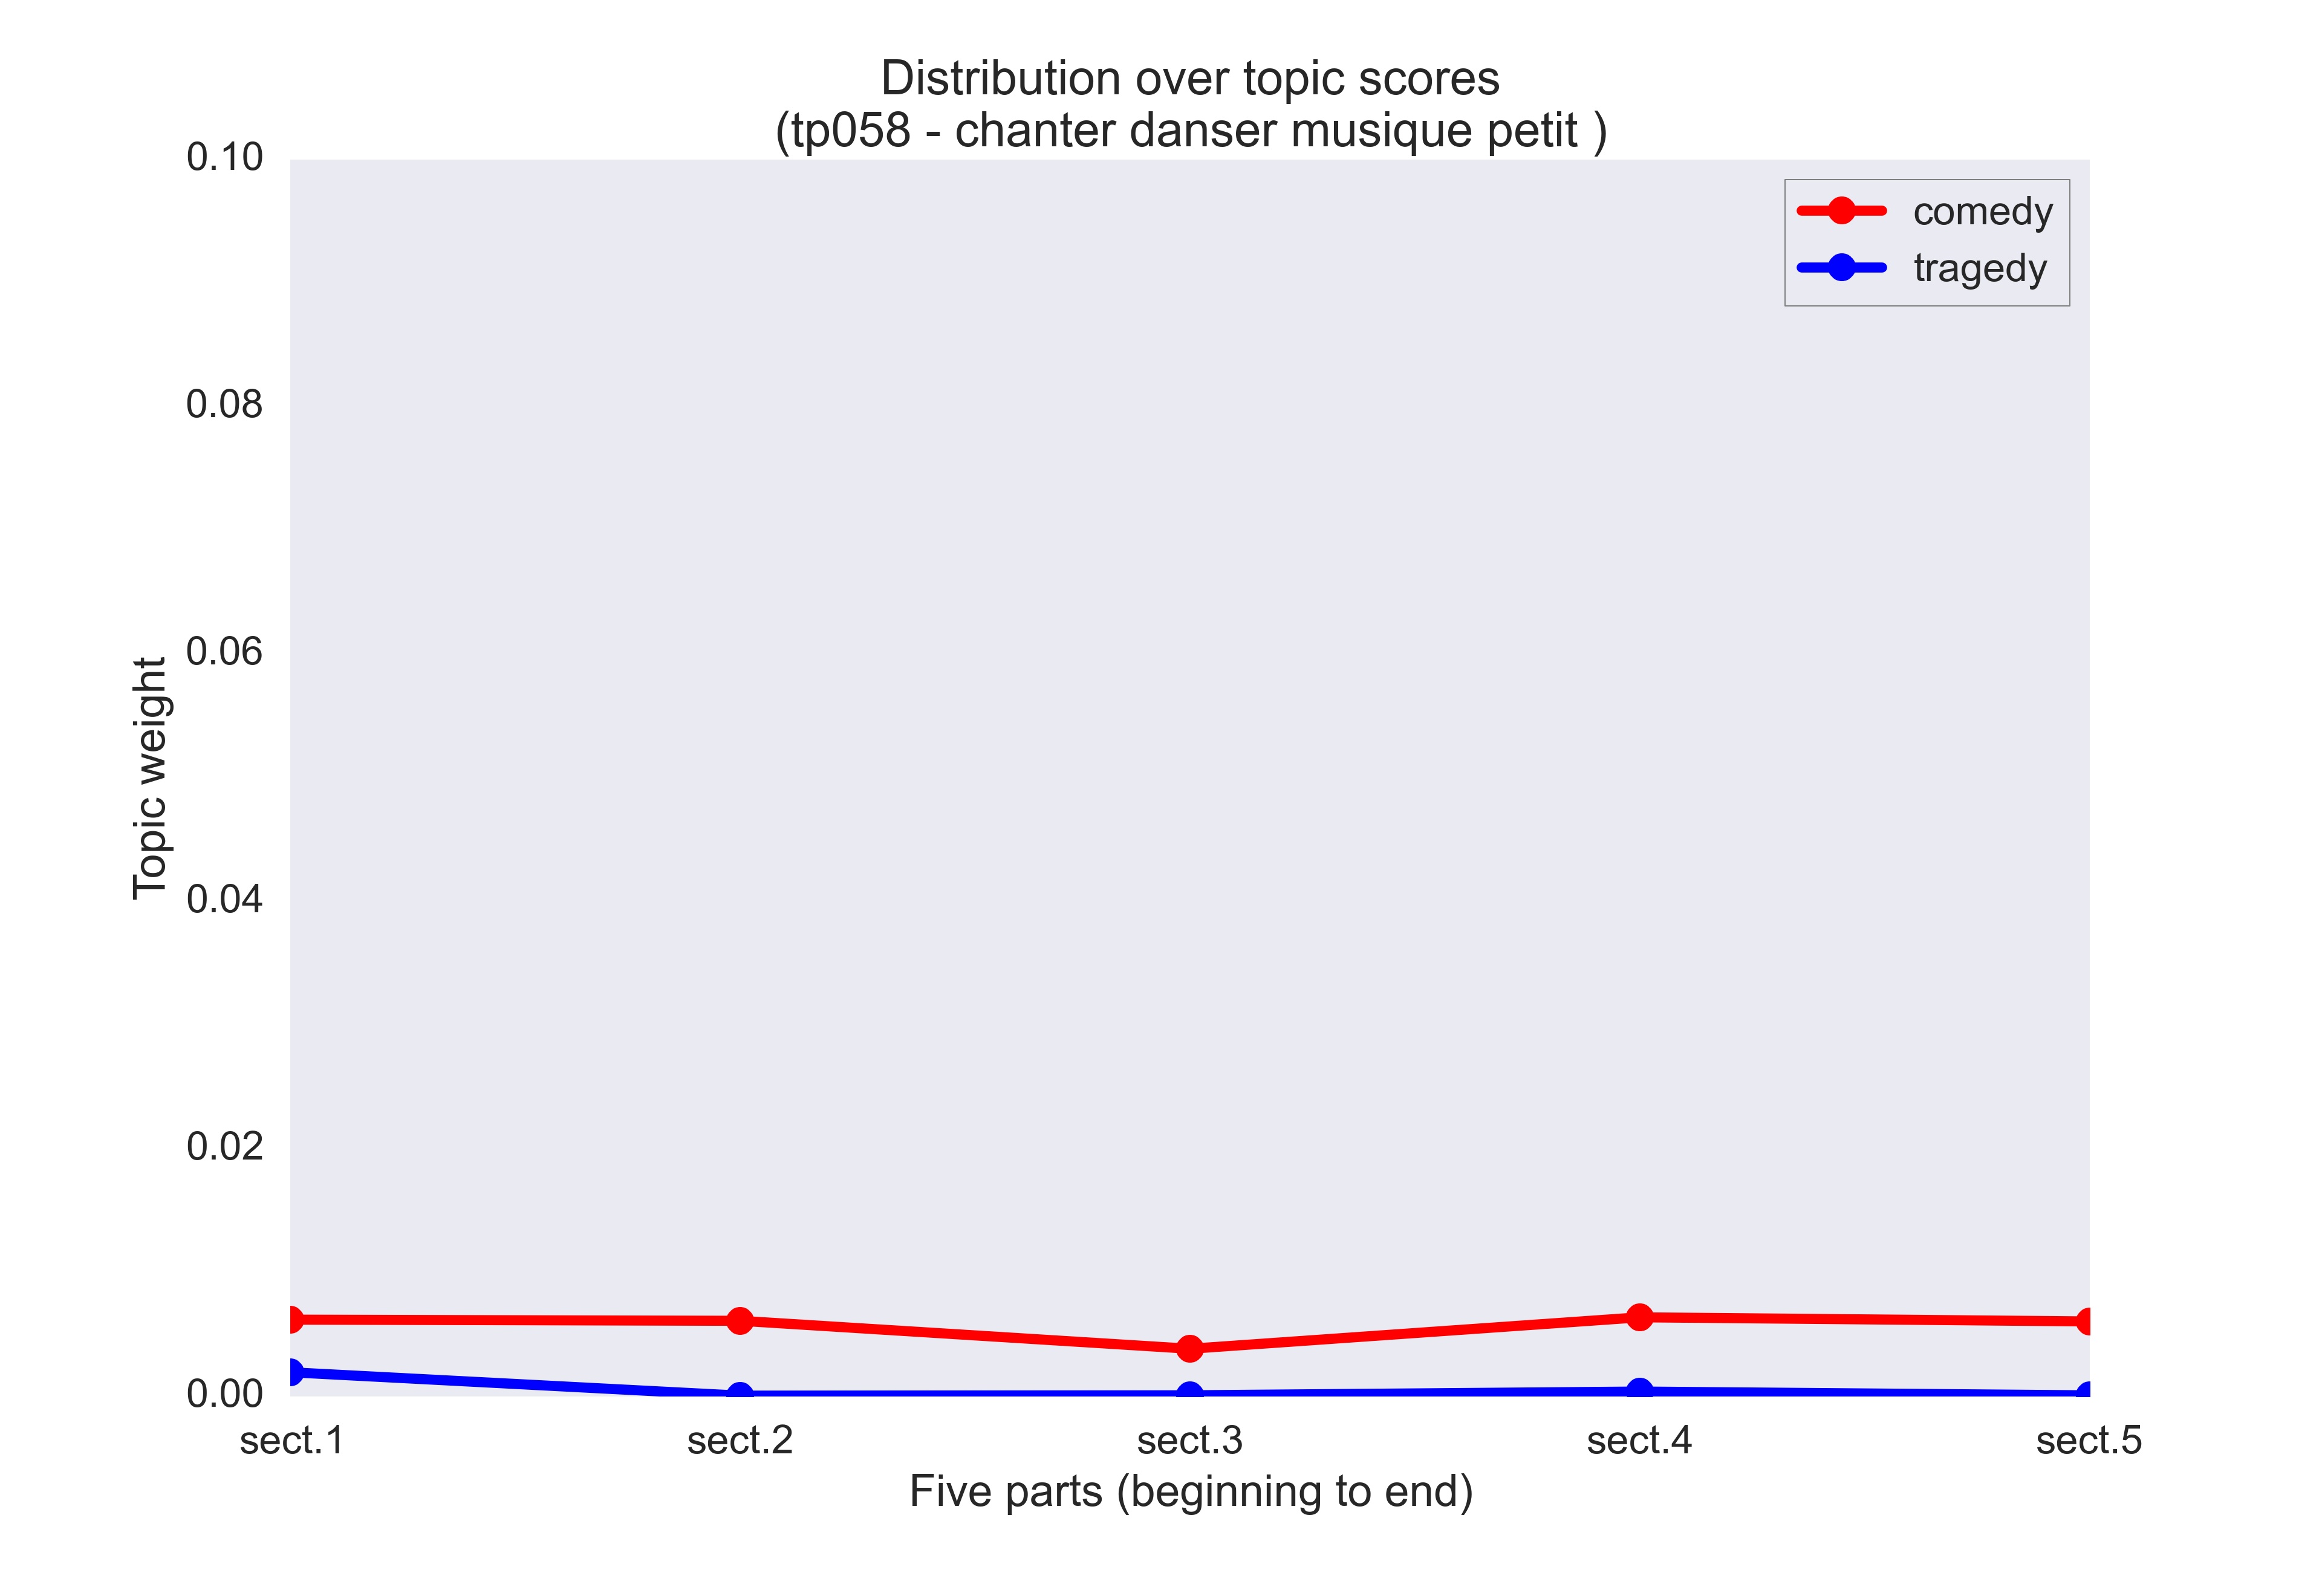 Distribution over topic scores
(tp058 - chanter danser musique petit )
comedy
tragedy
0.10
0.08
0.06
0.04
0.02
0.00
Topic weight
sect.1 sect.2 sect.3 sect.4 sect.5
Five parts (beginning to end)